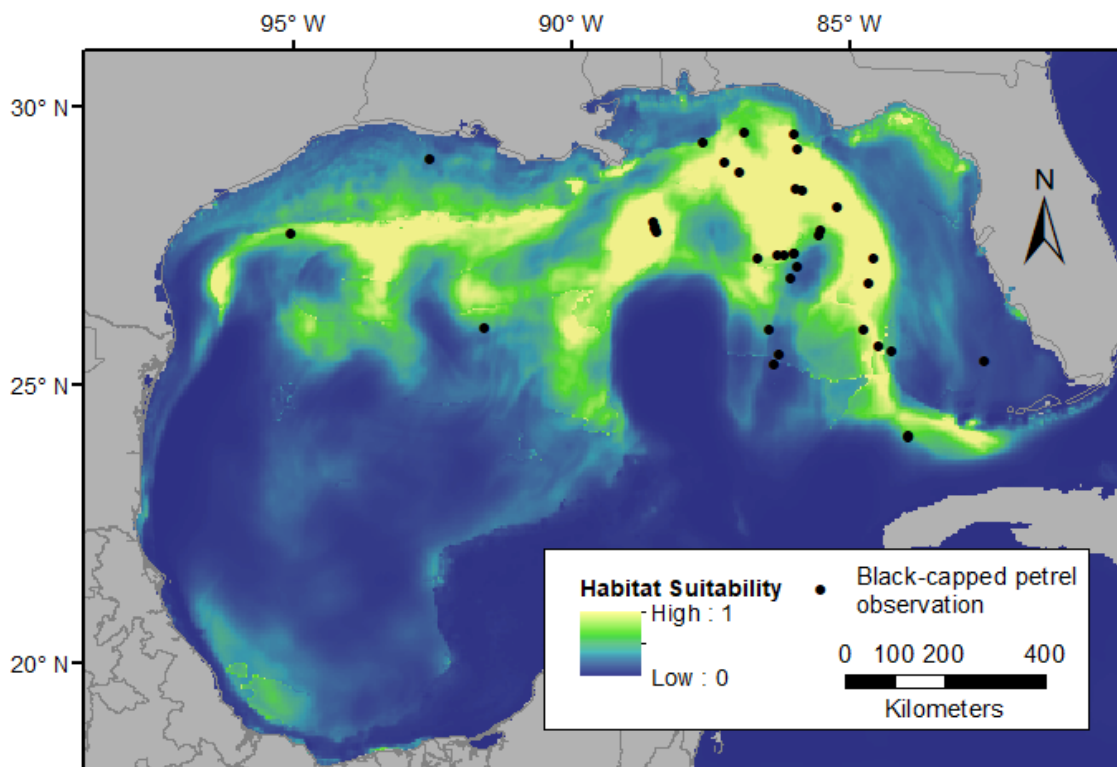 95° W
90° W
85° W
30° N
25° N
20° N
N
Habitat Suitability
High : 1
Low : 0
Black-capped petrel
observation
0 100 200 400
Kilometers